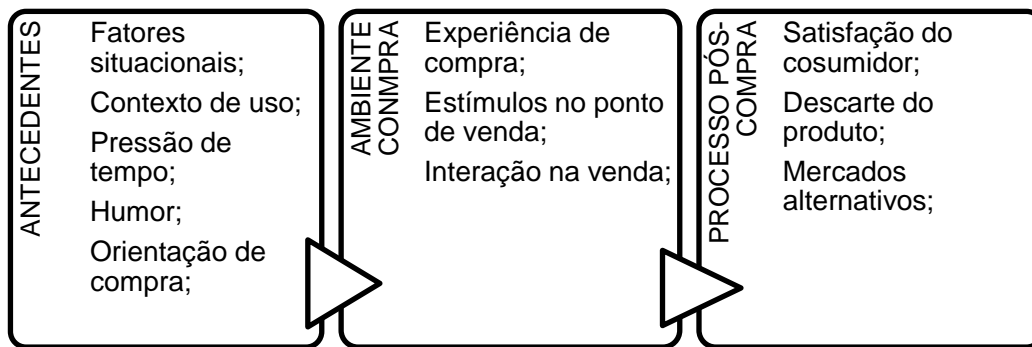 ANTECEDENTES
Fatores
situacionais;
Contexto de uso;
Pressão de
tempo;
Humor;
Orientação de
compra;
AMBIENTE
CONMPRA
Experiência de
compra;
Estímulos no ponto
de venda;
Interação na venda;
PROCESSO PÓS-
COMPRA
Satisfação do
cosumidor;
Descarte do
produto;
Mercados
alternativos;